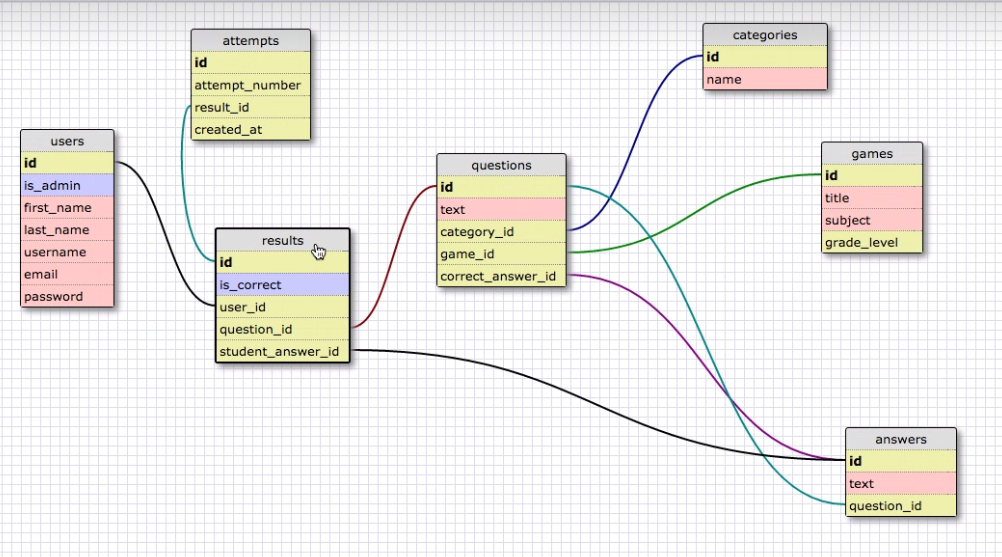 attempts
id
attempt_number
result_id
created_at
categories
id
name
users
id
is_admin
first_name
last_name
username
email
password
questions
id
text
category_id
game_id
correct_answer_id
games
id
title
subject
grade_level
results
id
is_correct
user_id
question_id
student_answer_id
answers
id
text
question_id